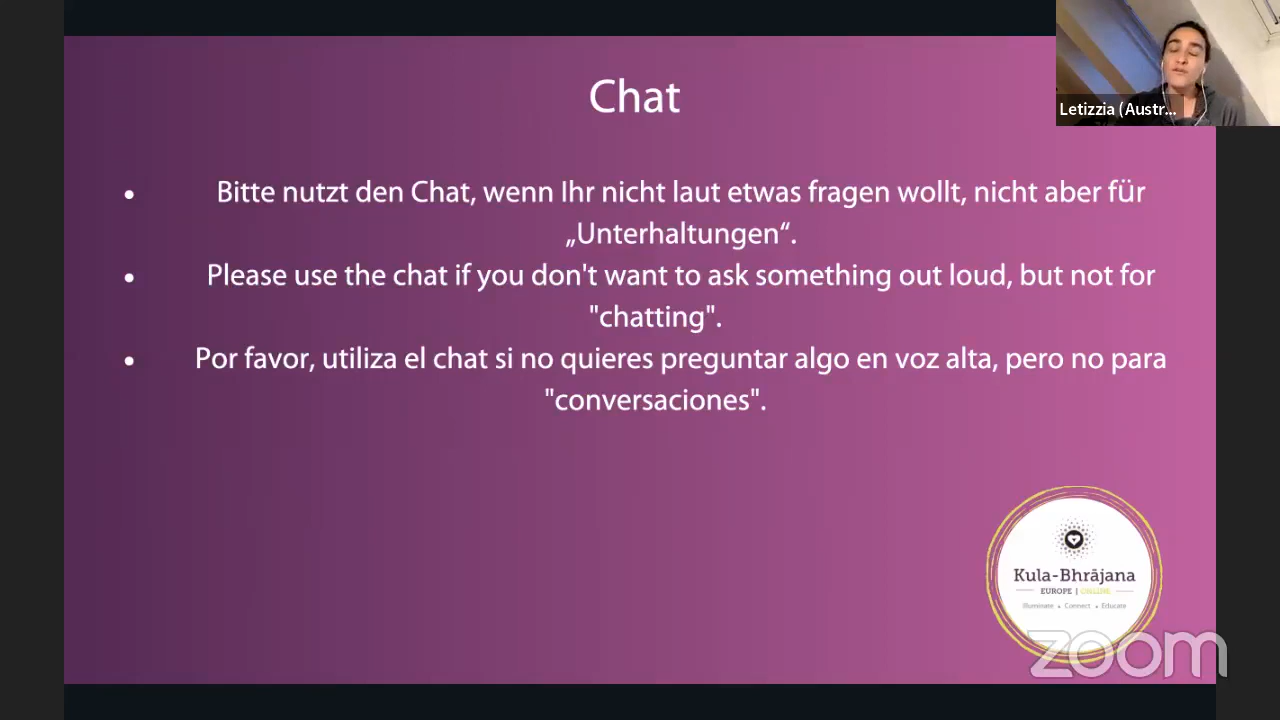 Chat
Letizzia (Austr...
• Bitte nutzt den Chat, wenn Ihr nicht laut etwas fragen wollt, nicht aber für
„Unterhaltungen“.
• Please use the chat if you don't want to ask something out loud, but not for
"chatting".
• Por favor, utiliza el chat si no quieres preguntar algo en voz alta, pero no para
"conversaciones".
Kula-Bhrājana
EUROPE | ONLINE
Illuminate • Connect • Educate
zoom